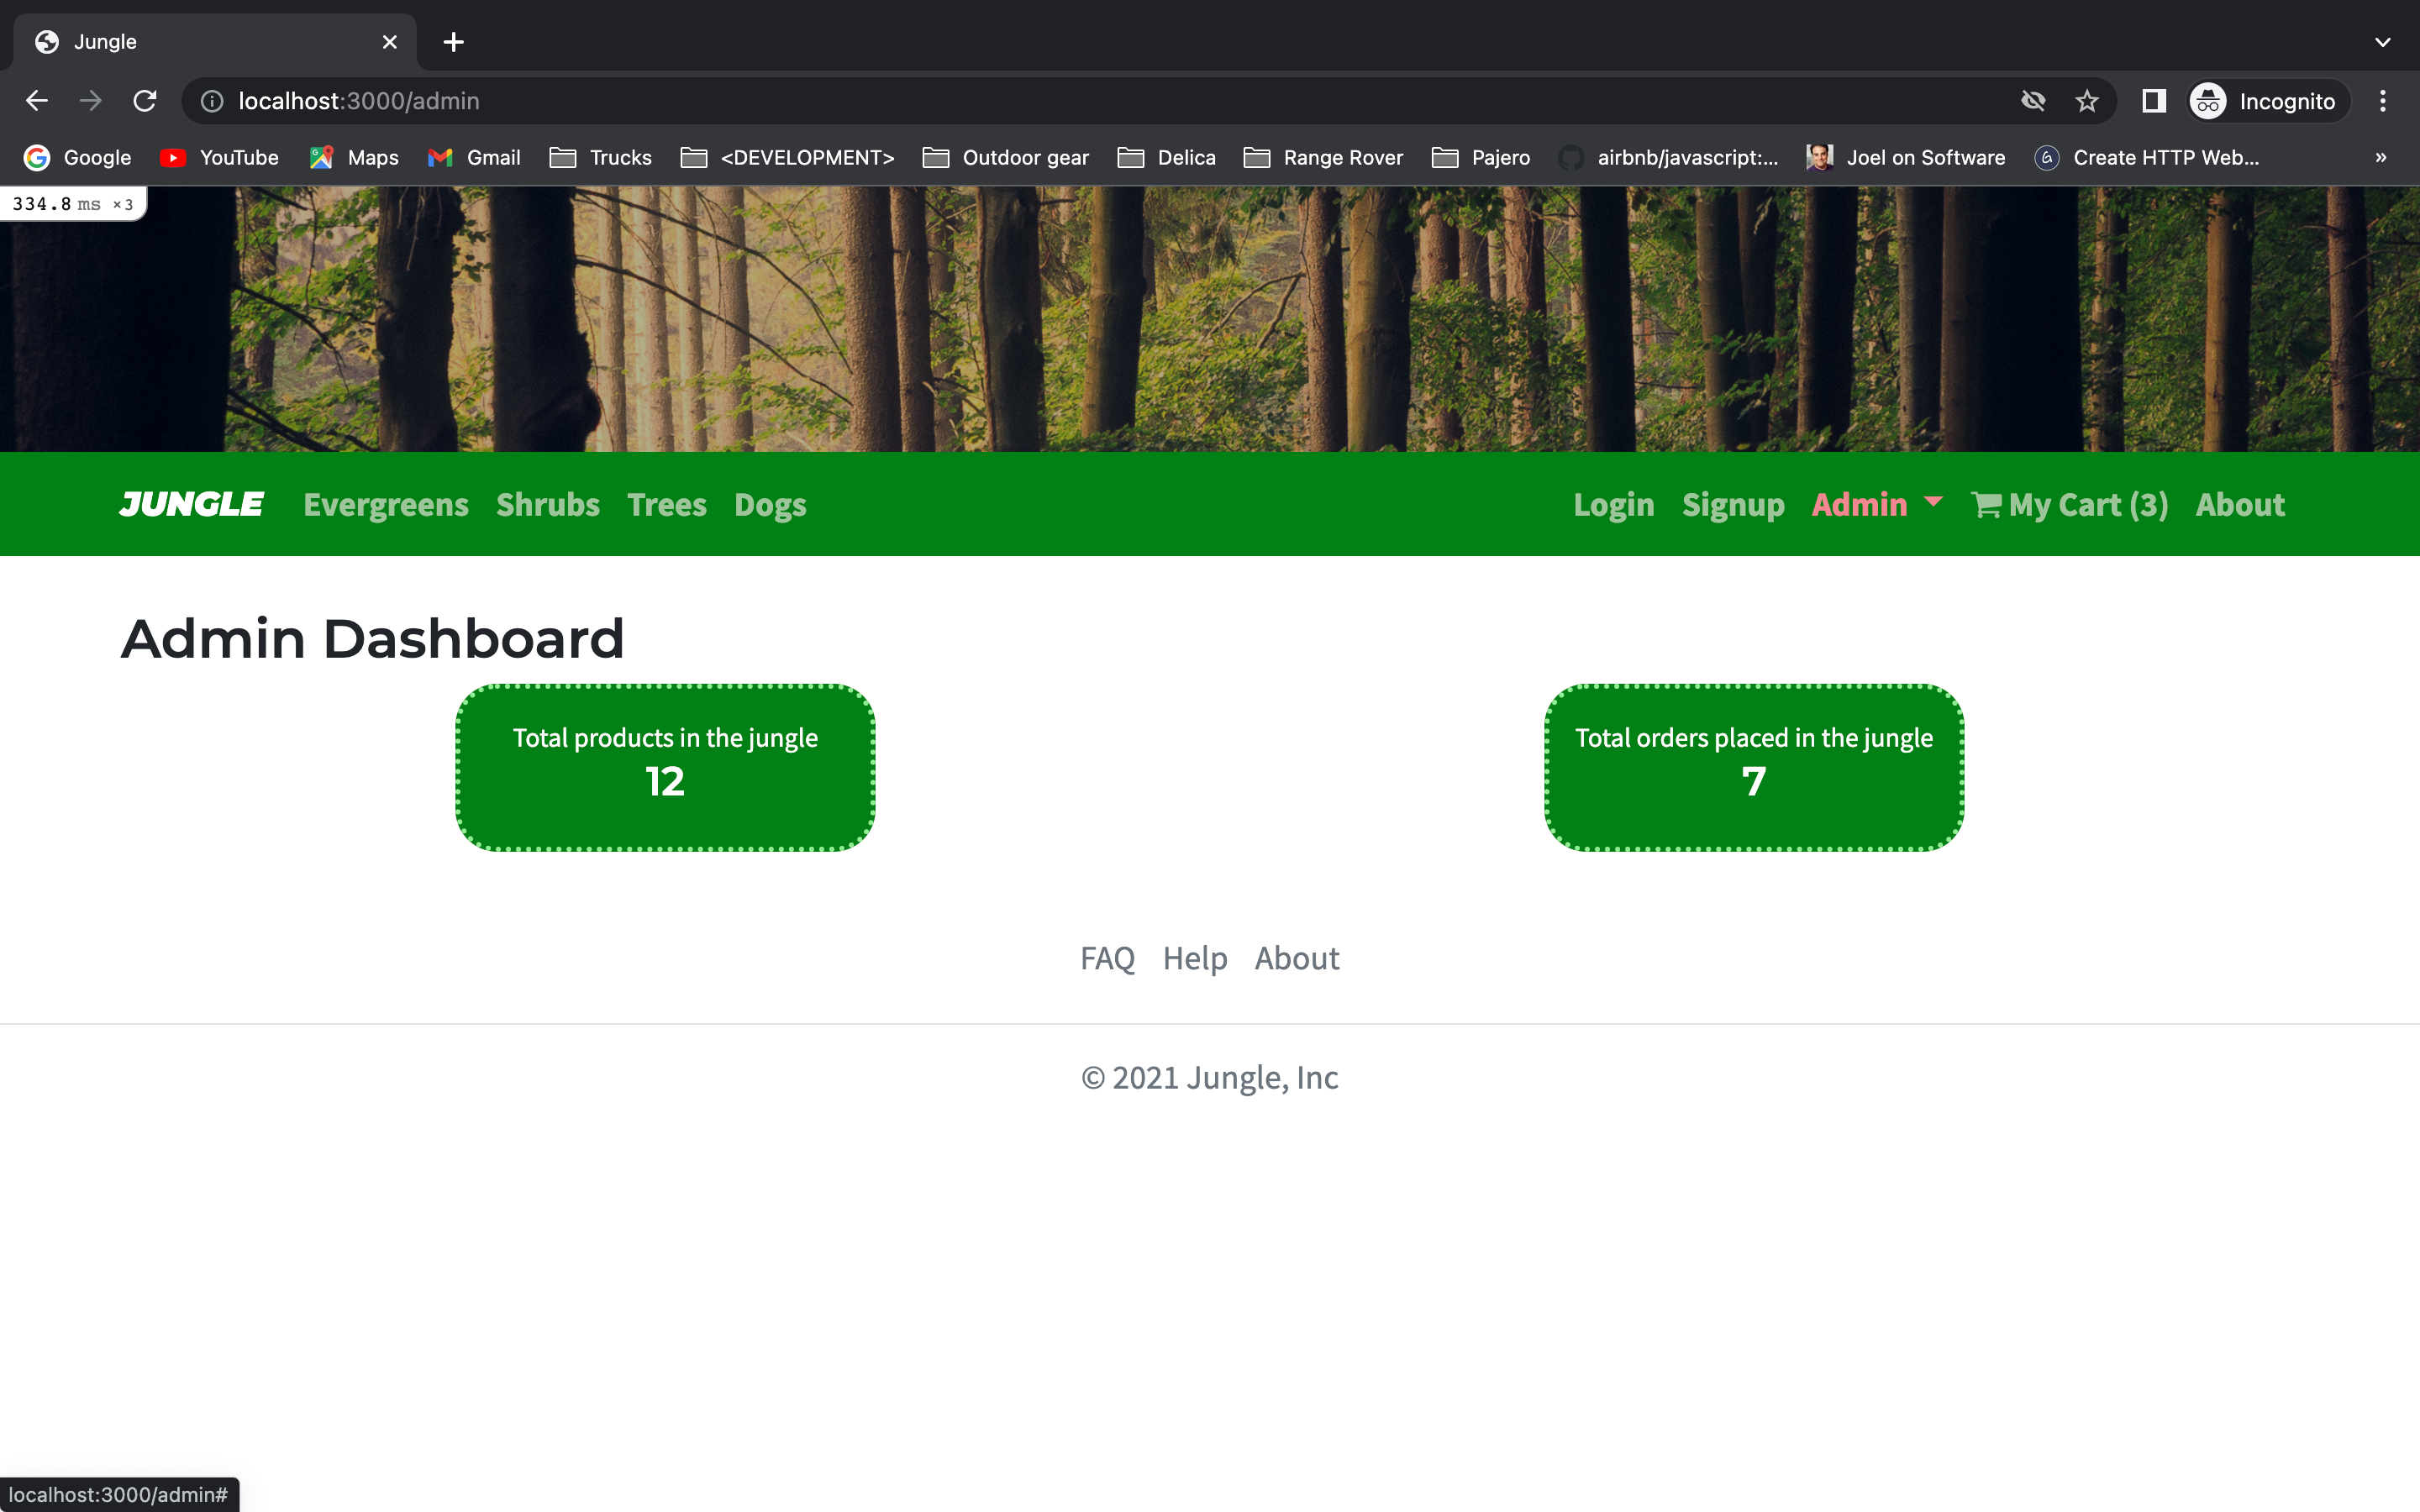 Jungle
localhost:3000/admin
Incognito
Google YouTube Maps Gmail Trucks <DEVELOPMENT> Outdoor gear Delica Range Rover Pajero airbnb/javascript:... Joel on Software Create HTTP Web... »
334.8 ms ×3
JUNGLE Evergreens Shrubs Trees Dogs Login Signup Admin My Cart (3) About
Admin Dashboard
Total products in the jungle
12
Total orders placed in the jungle
7
FAQ Help About
© 2021 Jungle, Inc
localhost:3000/admin#